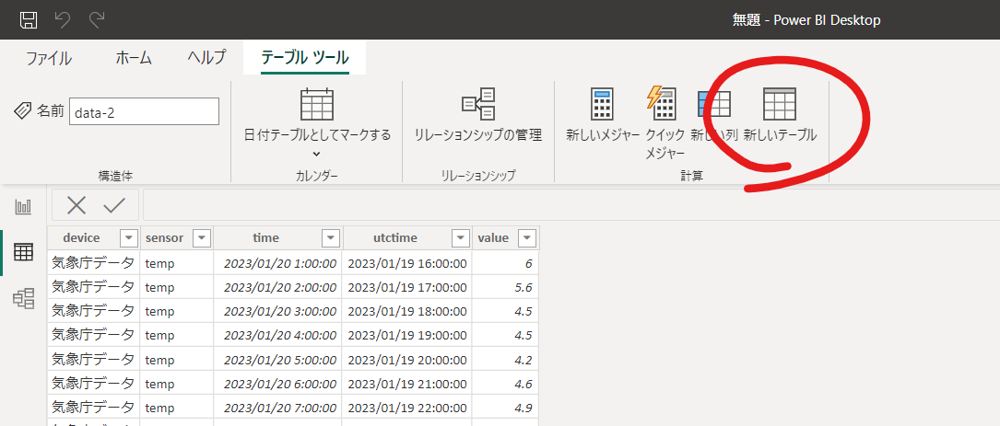 無題 - Power BI Desktop
ファイル ホーム ヘルプ テーブル ツール
名前 data-2
日付テーブルとしてマークする
リレーションシップの管理
新しいメジャー クイック メジャー 新しい列 新しいテーブル
構造体 カレンダー リレーションシップ 計算
device sensor time utctime value
気象庁データ temp 2023/01/20 1:00:00 2023/01/19 16:00:00 6
気象庁データ temp 2023/01/20 2:00:00 2023/01/19 17:00:00 5.6
気象庁データ temp 2023/01/20 3:00:00 2023/01/19 18:00:00 4.5
気象庁データ temp 2023/01/20 4:00:00 2023/01/19 19:00:00 4.5
気象庁データ temp 2023/01/20 5:00:00 2023/01/19 20:00:00 4.2
気象庁データ temp 2023/01/20 6:00:00 2023/01/19 21:00:00 4.6
気象庁データ temp 2023/01/20 7:00:00 2023/01/19 22:00:00 4.9